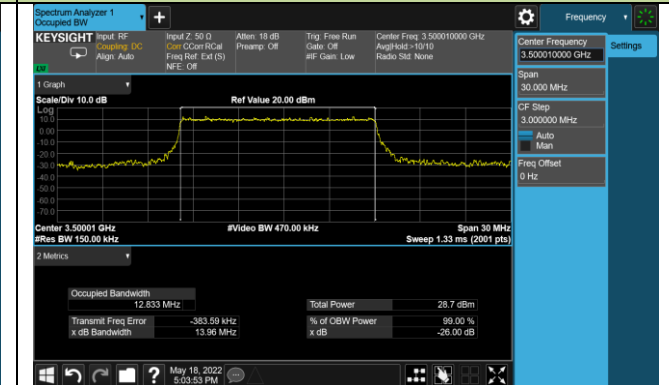 Spectrum Analyzer 1
Occupied BW
+
Frequency
KEYSIGHT
Input: RF
Coupling: DC
Align: Auto
Input Z: 50 Ω
Corr CCorr RCal
Freq Ref: Ext (S)
NFE: Off
Atten: 18 dB
Preamp: Off
Trig: Free Run
Gate: Off
#IF Gain: Low
Center Freq: 3.500010000 GHz
Avg|Hold:>10/10
Radio Std: None
Center Frequency
3.500010000 GHz
Settings
Span
30.000 MHz
CF Step
3.000000 MHz
Auto
Man
Freq Offset
0 Hz
1 Graph
Scale/Div 10.0 dB
Ref Value 20.00 dBm
Log
10.0
0.00
-10.0
-20.0
-30.0
-40.0
-50.0
-60.0
-70.0
Center 3.50001 GHz
#Video BW 470.00 kHz
Span 30 MHz
#Res BW 150.00 kHz
Sweep 1.33 ms (2001 pts)
2 Metrics
Occupied Bandwidth
12.833 MHz
Total Power 28.7 dBm
Transmit Freq Error -383.59 kHz
% of OBW Power 99.00 %
x dB Bandwidth 13.96 MHz
x dB -26.00 dB
?
May 18, 2022
5:03:53 PM